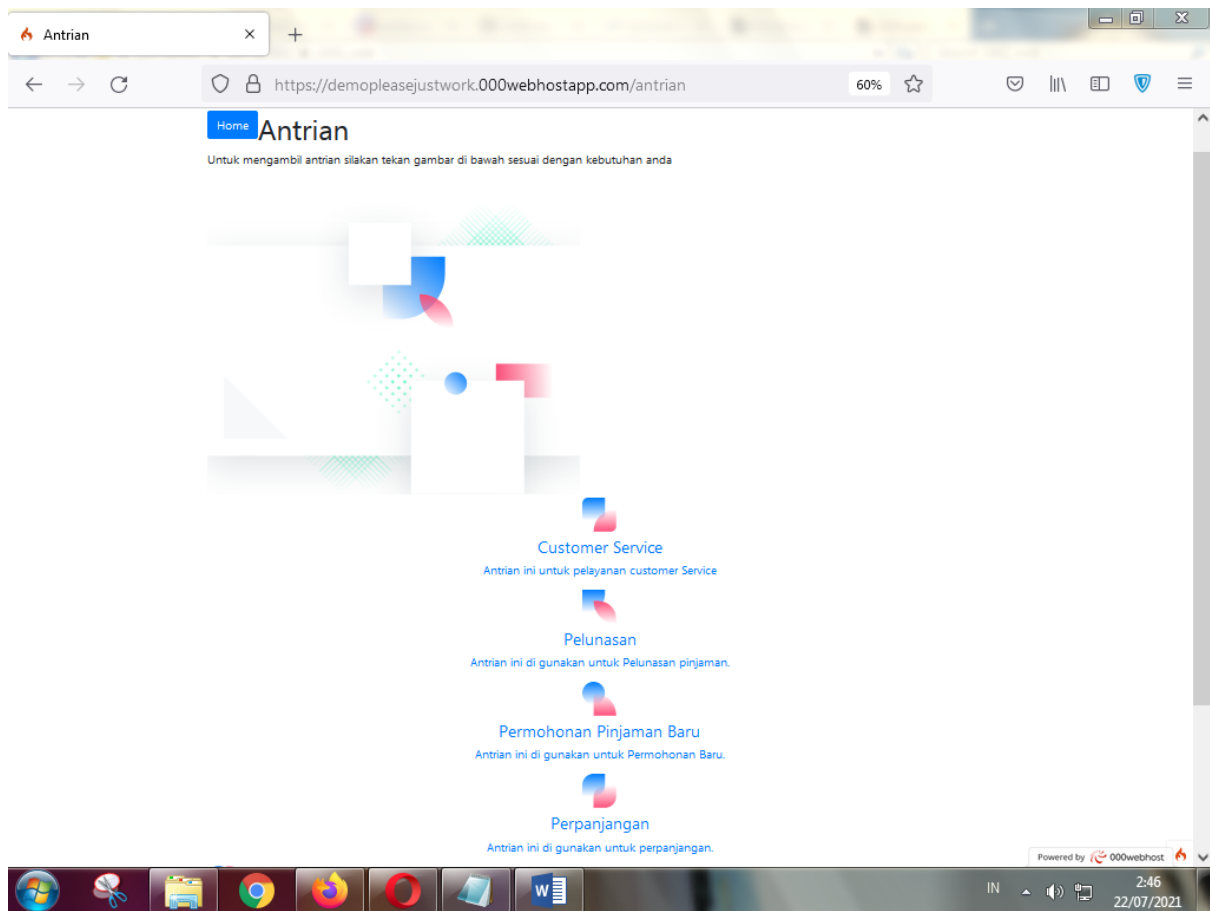 Antrian
https://demopleasejustwork.000webhostapp.com/antrian
60%
Home
Antrian
Untuk mengambil antrian silakan tekan gambar di bawah sesuai dengan kebutuhan anda
Customer Service
Antrian ini untuk pelayanan customer Service
Pelunasan
Antrian ini di gunakan untuk Pelunasan pinjaman.
Permohonan Pinjaman Baru
Antrian ini di gunakan untuk Permohonan Baru.
Perpanjangan
Antrian ini di gunakan untuk perpanjangan.
Powered by 000webhost
IN
2:46
22/07/2021